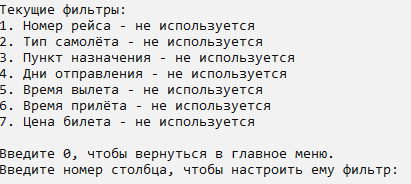 Текущие фильтры:
1. Номер рейса - не используется
2. Тип самолёта - не используется
3. Пункт назначения - не используется
4. Дни отправления - не используется
5. Время вылета - не используется
6. Время прилёта - не используется
7. Цена билета - не используется
Введите 0, чтобы вернуться в главное меню.
Введите номер столбца, чтобы настроить ему фильтр: